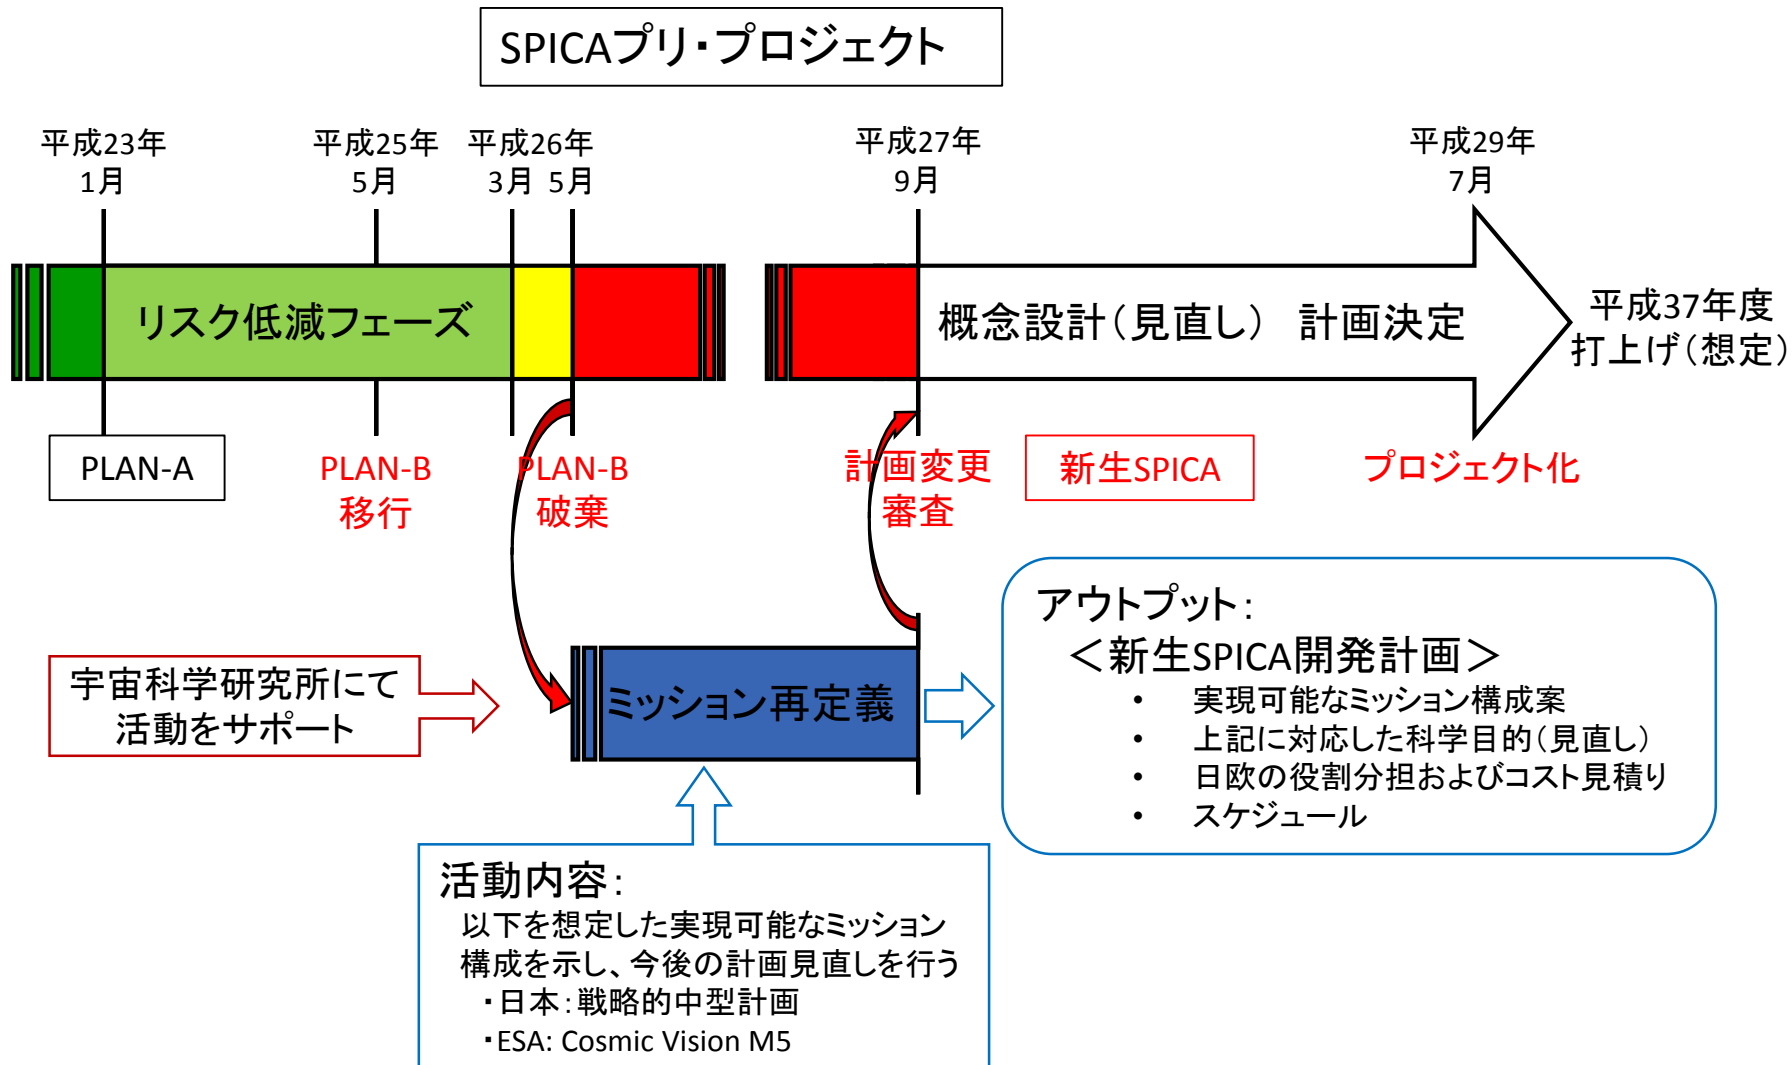 SPICAプリ・プロジェクト
平成23年
1月
平成25年
5月
平成26年
3月 5月
平成27年
9月
平成29年
7月
リスク低減フェーズ
概念設計(見直し) 計画決定
平成37年度
打上げ(想定)
PLAN-A
PLAN-B
移行
PLAN-B
破棄
計画変更
審査
新生SPICA
プロジェクト化
宇宙科学研究所にて
活動をサポート
ミッション再定義
アウトプット:
<新生SPICA開発計画>
• 実現可能なミッション構成案
• 上記に対応した科学目的(見直し)
• 日欧の役割分担およびコスト見積り
• スケジュール
活動内容:
以下を想定した実現可能なミッション
構成を示し、今後の計画見直しを行う
・日本:戦略的中型計画
・ESA: Cosmic Vision M5